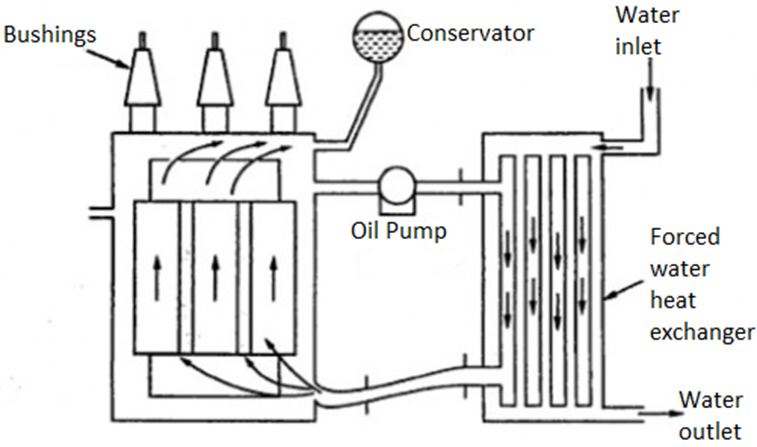 Bushings
Conservator
Water
inlet
Oil Pump
Forced
water
heat
exchanger
Water
outlet